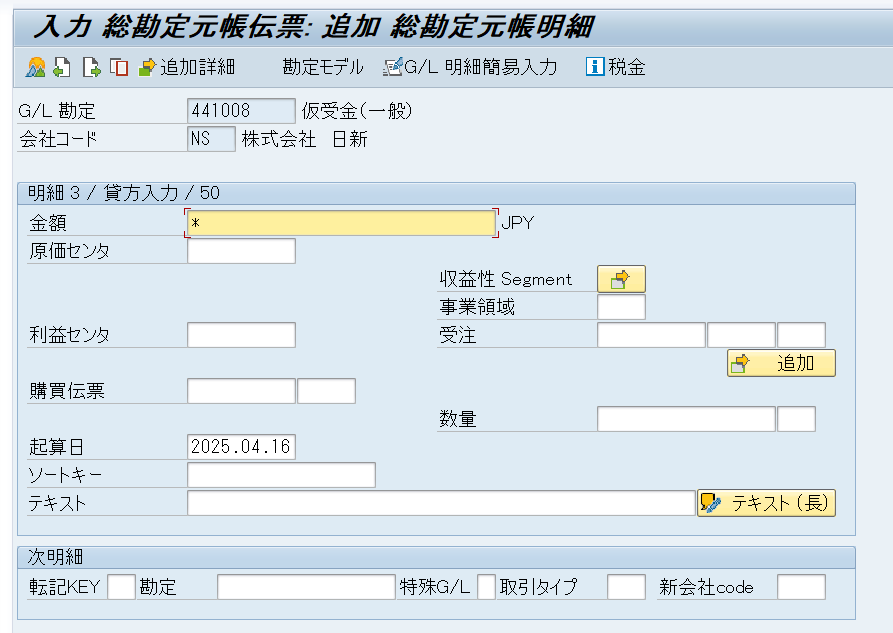 入力 総勘定元帳伝票: 追加 総勘定元帳明細
追加詳細 勘定モデル G/L 明細簡易入力 税金
G/L 勘定 441008 仮受金(一般)
会社コード NS 株式会社 日新
明細 3 / 貸方入力 / 50
金額 * JPY
原価センタ
収益性 Segment
事業領域
利益センタ 受注
追加
購買伝票
数量
起算日 2025.04.16
ソートキー
テキスト テキスト(長)
次明細
転記KEY 勘定 特殊G/L 取引タイプ 新会社code